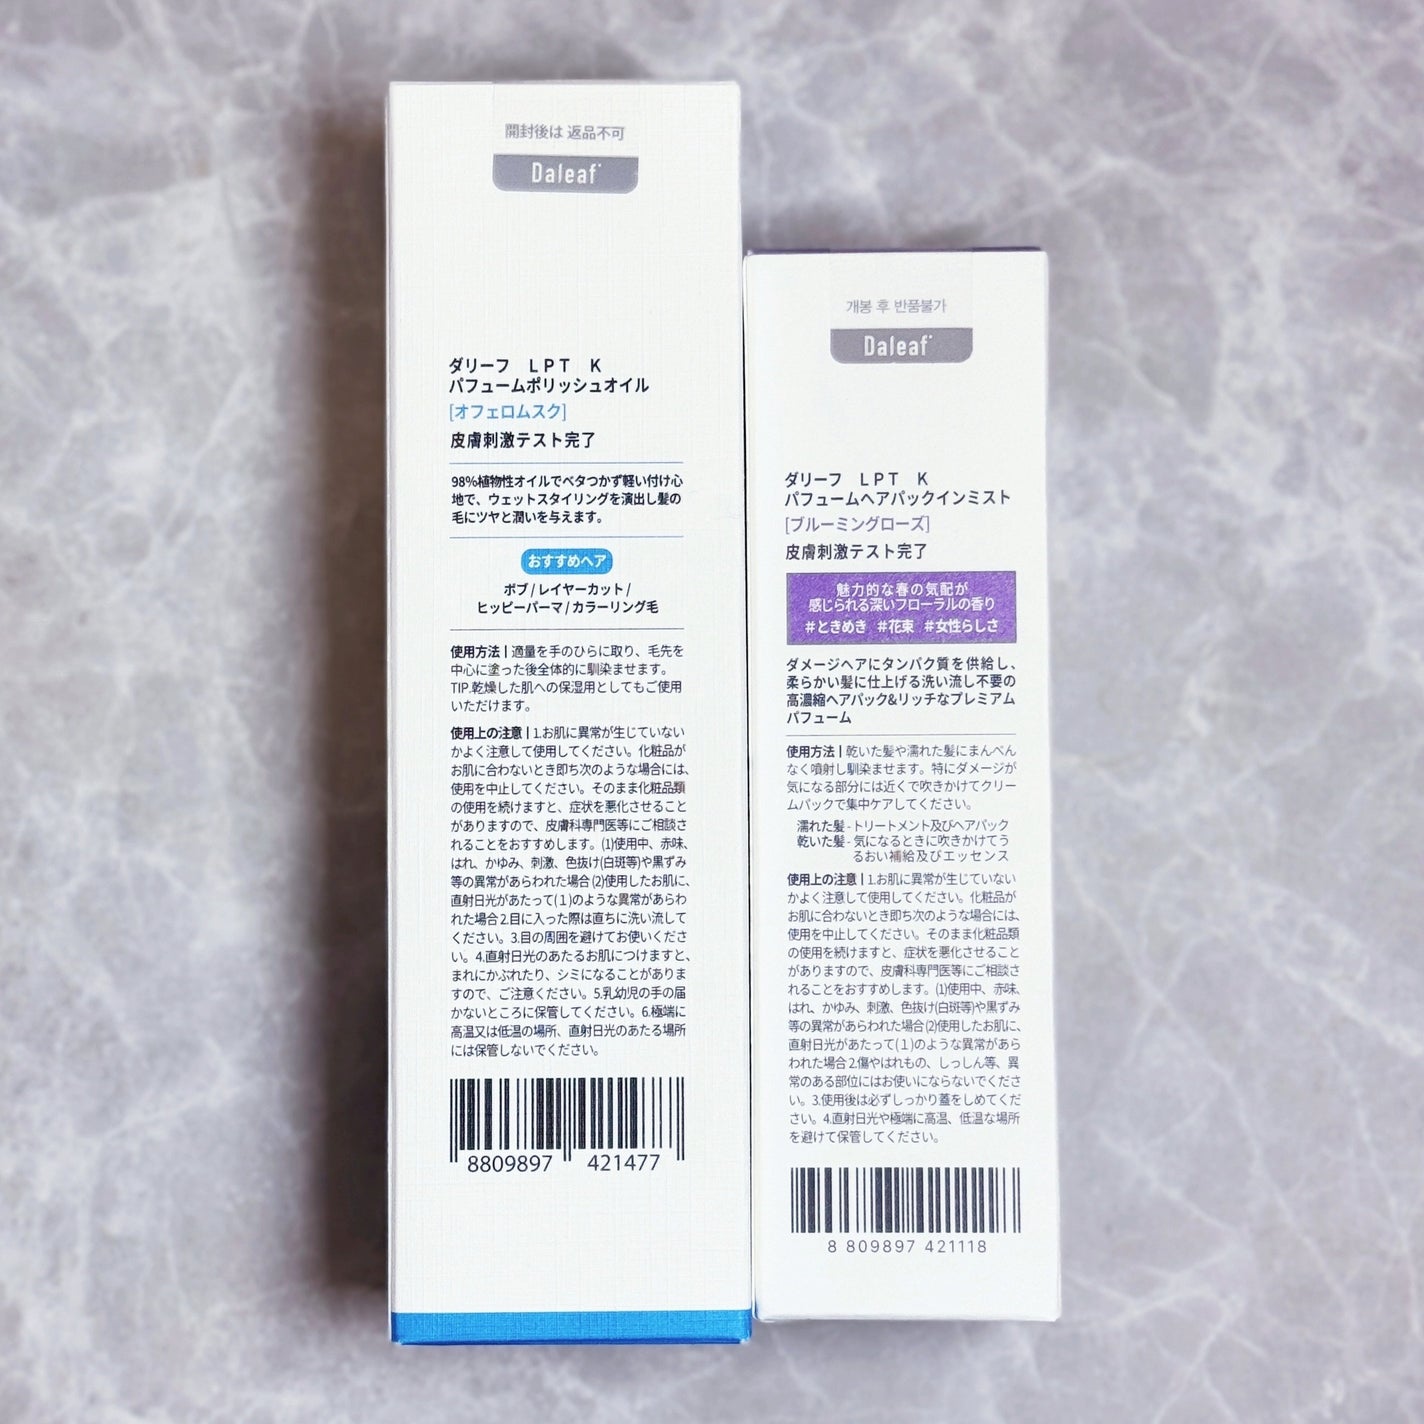 開封後は 返品不可
Daleaf
ダリーフ　LPT　K
パフュームポリッシュオイル
[オフェロムスク]
皮膚刺激テスト完了
98%植物性オイルでベタつかず軽い付け心
地で、ウェットスタイリングを演出し髪の
毛にツヤと潤いを与えます。
おすすめヘア
ボブ / レイヤーカット /
ヒッピーパーマ / カラーリング毛
使用方法 | 適量を手のひらに取り、毛先を
中心に塗った後全体的に馴染ませます。
TIP.乾燥した肌への保湿用としてもご使用
いただけます。
使用上の注意 | 1.お肌に異常が生じていない
かよく注意して使用してください。化粧品が
お肌に合わないとき即ち次のような場合には、
使用を中止してください。そのまま化粧品類
の使用を続けますと、症状を悪化させること
がありますので、皮膚科専門医等にご相談さ
れることをおすすめします。(1)使用中、赤味、
はれ、かゆみ、刺激、色抜け(白斑等)や黒ずみ
等の異常があらわれた場合 (2)使用したお肌に、
直射日光があたって(１)のような異常があらわ
れた場合 2.目に入った際は直ちに洗い流して
ください。3.目の周囲を避けてお使いくださ
い。4.直射日光のあたるお肌につけますと、
まれにかぶれたり、シミになることがありま
すので、ご注意ください。5.乳幼児の手の届
かないところに保管してください。6.極端に
高温又は低温の場所、直射日光のあたる場所
には保管しないでください。
8809897 421477
개봉 후 반품불가
Daleaf
ダリーフ　LPT　K
パフュームヘアパックインミスト
[ブルーミングローズ]
皮膚刺激テスト完了
魅力的な春の気配が
感じられる深いフローラルの香り
#ときめき #花束 #女性らしさ
ダメージヘアにタンパク質を供給し、
柔らかい髪に仕上げる洗い流し不要の
高濃縮ヘアパック&リッチなプレミアム
パフューム
使用方法 | 乾いた髪や濡れた髪にまんべん
なく噴射し馴染ませます。特にダメージが
気になる部分には近くで吹きかけてクリー
ムパックで集中ケアしてください。
濡れた髪 - トリートメント及びヘアパック
乾いた髪 - 気になるときに吹きかけてう
るおい補給及びエッセンス
使用上の注意 | 1.お肌に異常が生じていない
かよく注意して使用してください。化粧品が
お肌に合わないとき即ち次のような場合には、
使用を中止してください。そのまま化粧品類
の使用を続けますと、症状を悪化させること
がありますので、皮膚科専門医等にご相談さ
れることをおすすめします。(1)使用中、赤味、
はれ、かゆみ、刺激、色抜け(白斑等)や黒ずみ
等の異常があらわれた場合 (2)使用したお肌に、
直射日光があたって(１)のような異常があら
われた場合 2.傷やはれもの、しっしん等、異
常のある部位にはお使いにならないでくださ
い。3.使用後は必ずしっかり蓋をしめてくだ
さい。4.直射日光や極端に高温、低温な場所
を避けて保管してください。
8 809897 421118